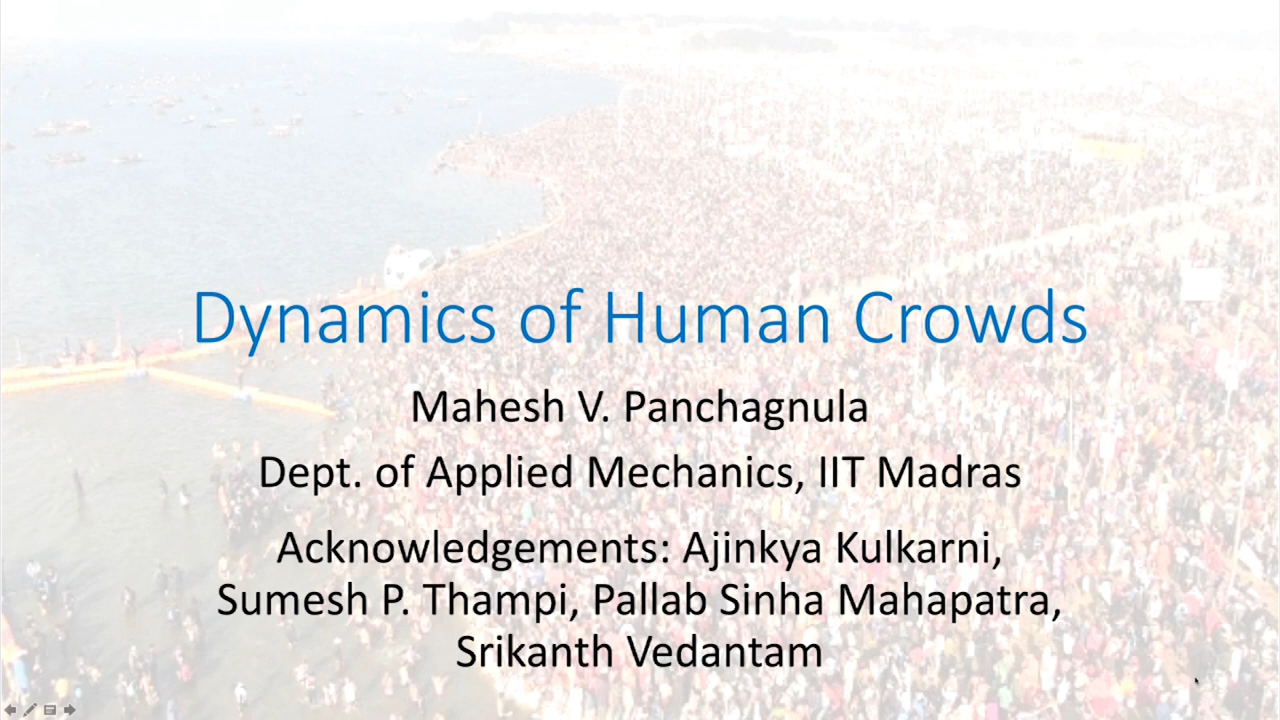 Dynamics of Human Crowds
Mahesh V. Panchagnula
Dept. of Applied Mechanics, IIT Madras
Acknowledgements: Ajinkya Kulkarni,
Sumesh P. Thampi, Pallab Sinha Mahapatra,
Srikanth Vedantam